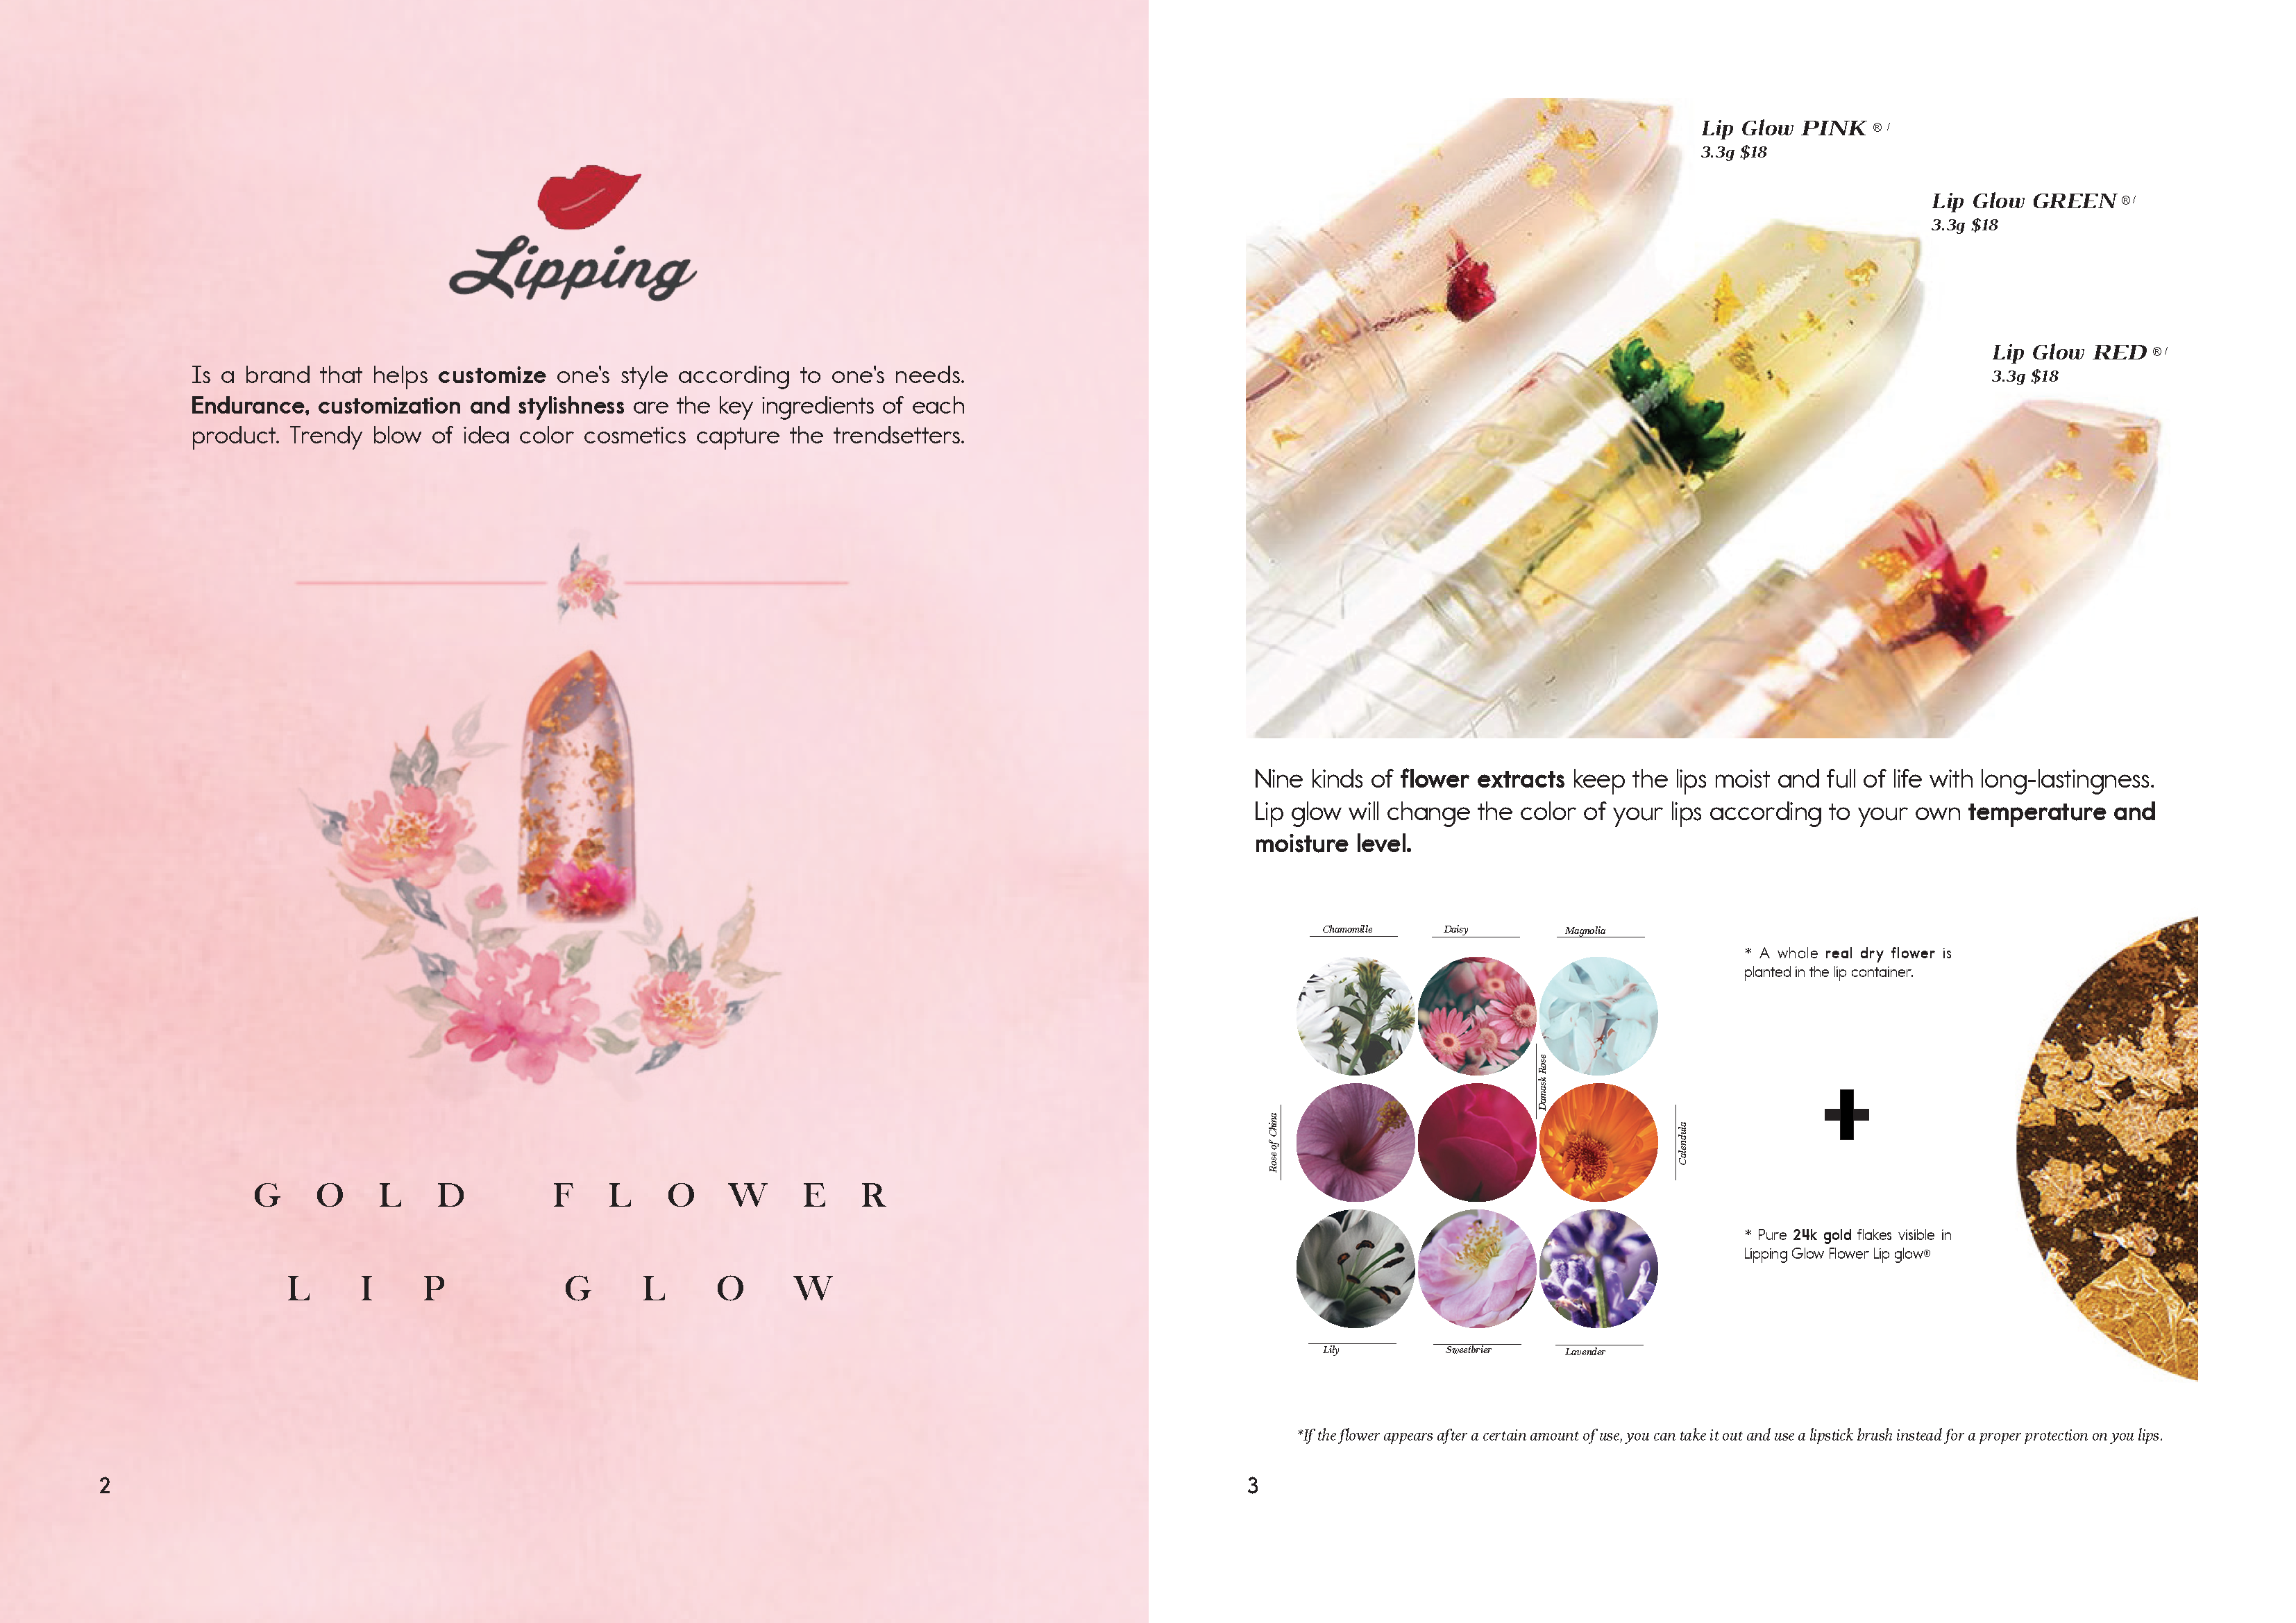 Lipping
Is a brand that helps customize one's style according to one's needs.
Endurance, customization and stylishness are the key ingredients of each
product. Trendy blow of idea color cosmetics capture the trendsetters.
GOLD FLOWER
LIP GLOW
2
Lip Glow PINK ® /
3.3g $18
Lip Glow GREEN ® /
3.3g $18
Lip Glow RED ® /
3.3g $18
Nine kinds of flower extracts keep the lips moist and full of life with long-lastingness.
Lip glow will change the color of your lips according to your own temperature and
moisture level.
Chamomille
Daisy
Magnolia
Rose of China
Damask Rose
Calendula
Lily
Sweetbrier
Lavender
* A whole real dry flower is
planted in the lip container.
+
* Pure 24k gold flakes visible in
Lipping Glow Flower Lip glow®
*If the flower appears after a certain amount of use, you can take it out and use a lipstick brush instead for a proper protection on you lips.
3